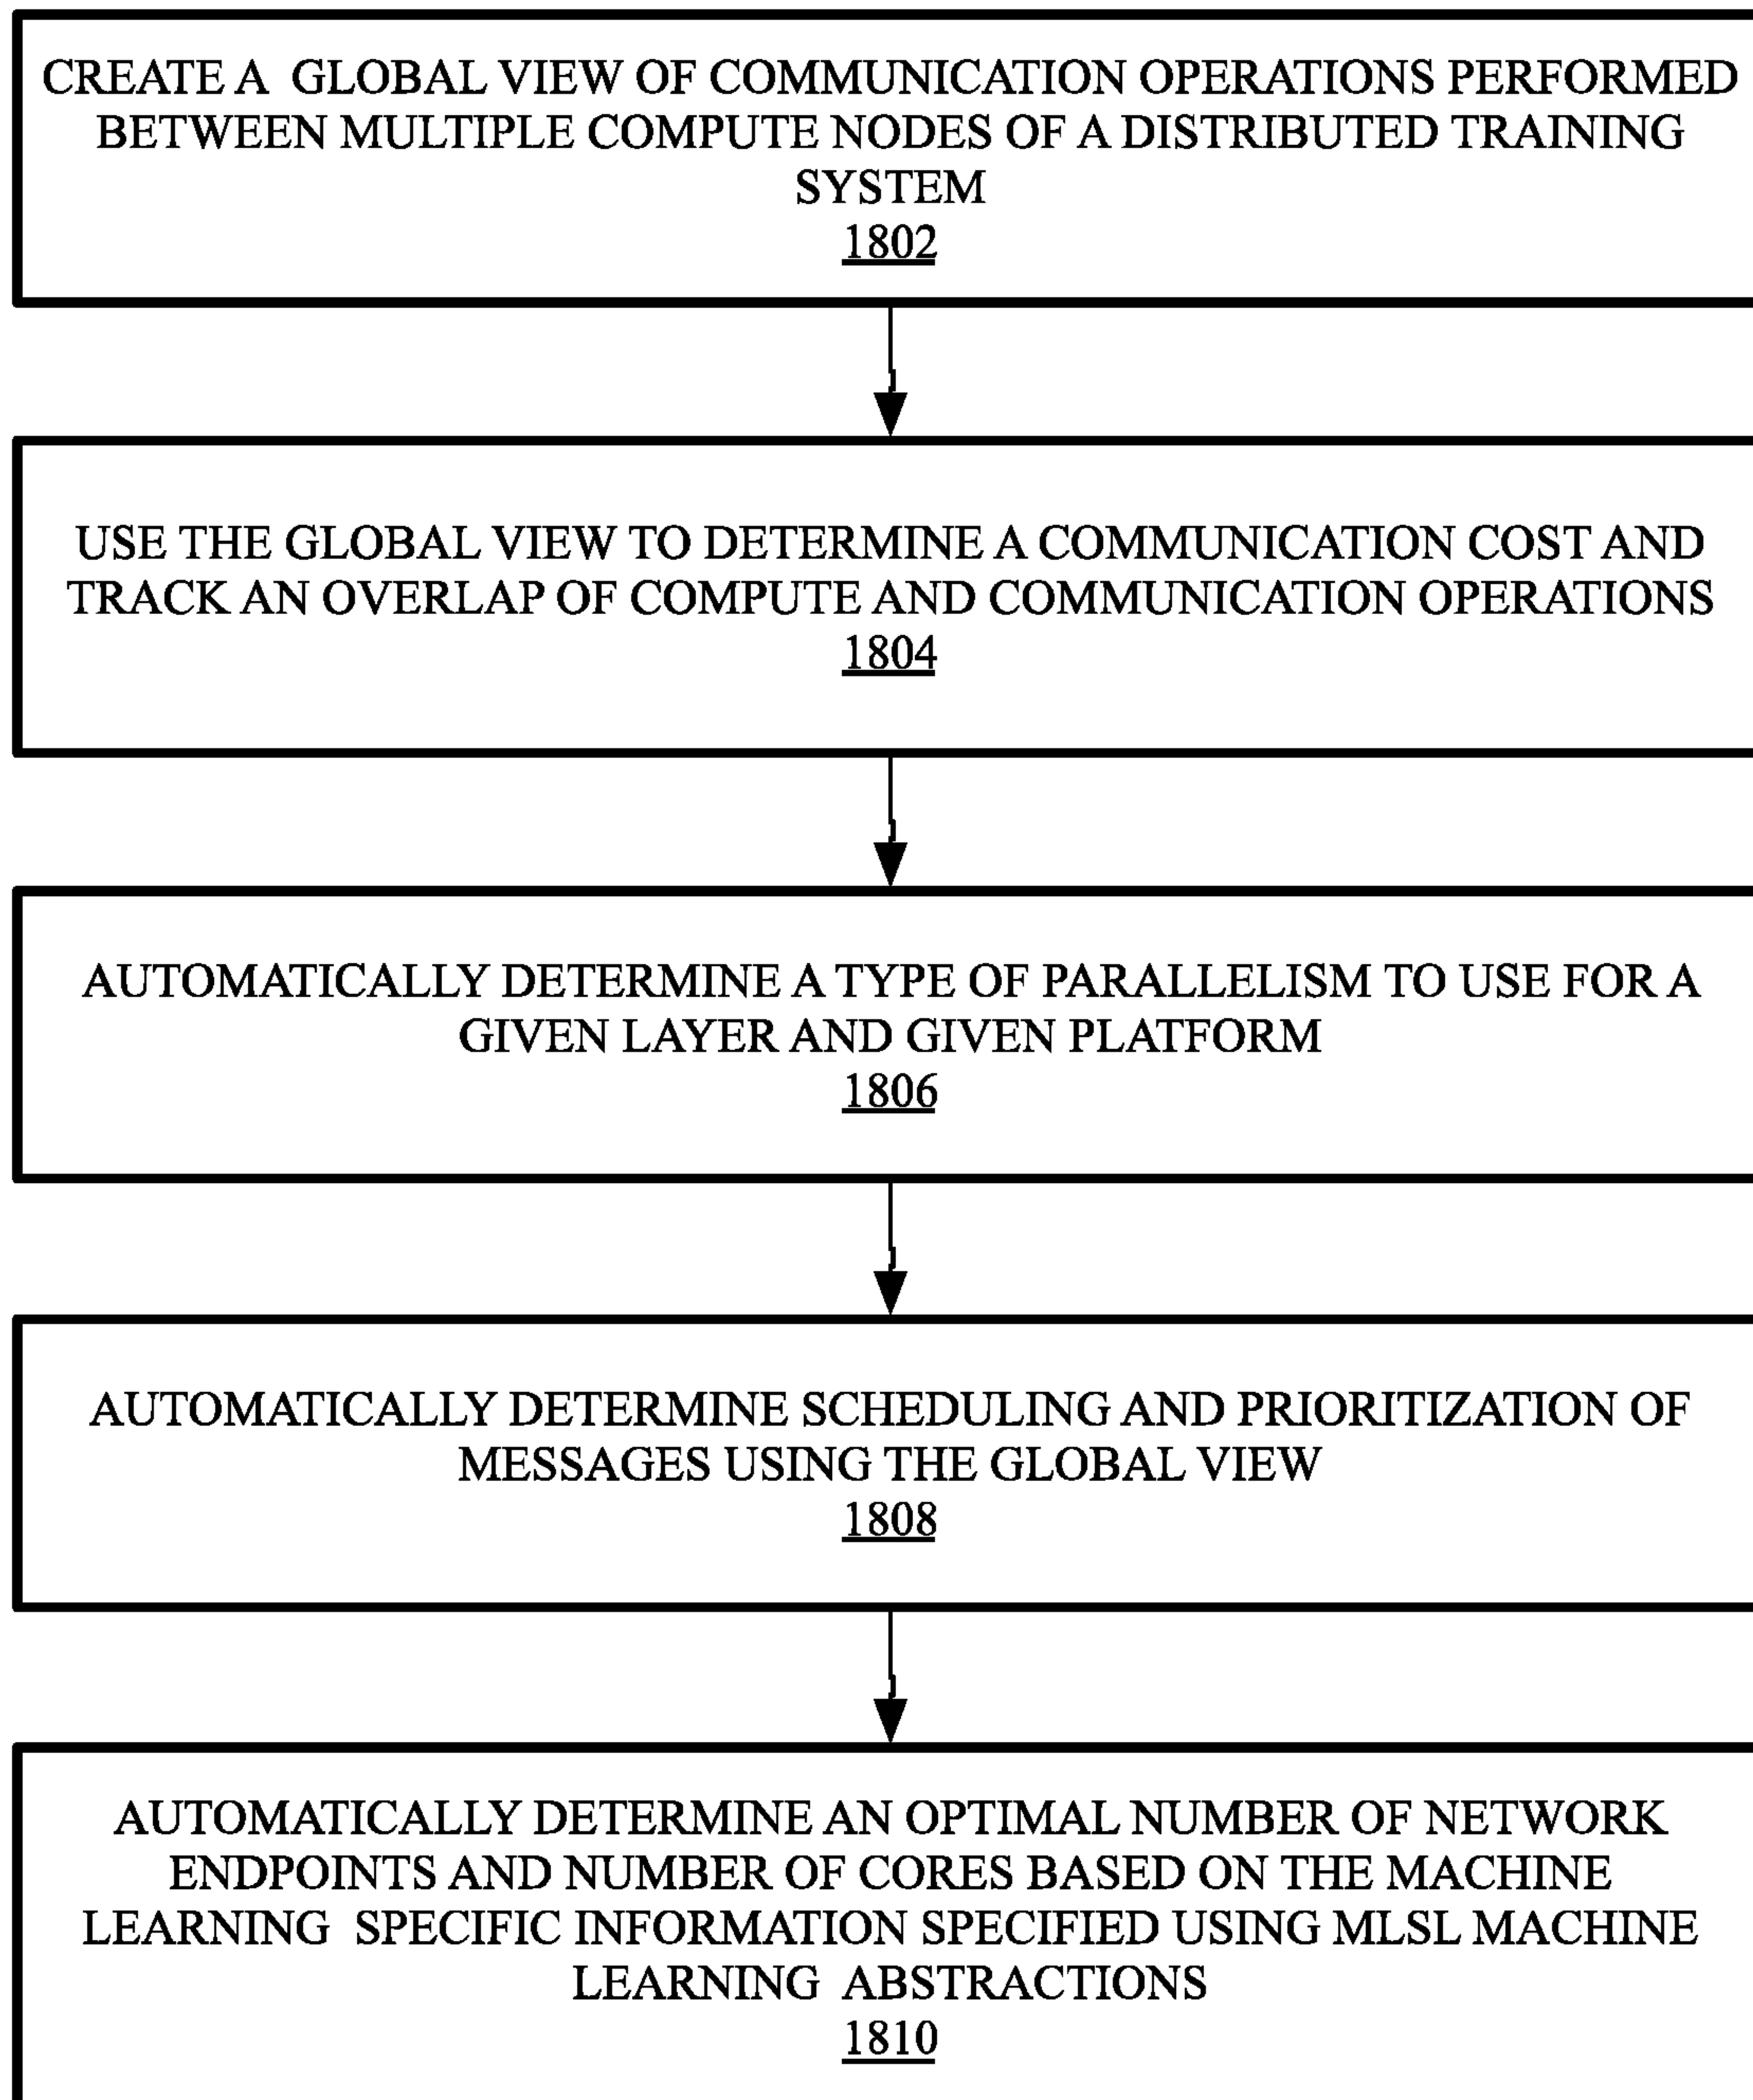 CREATE A GLOBAL VIEW OF COMMUNICATION OPERATIONS PERFORMED
BETWEEN MULTIPLE COMPUTE NODES OF A DISTRIBUTED TRAINING
SYSTEM
1802
USE THE GLOBAL VIEW TO DETERMINE A COMMUNICATION COST AND
TRACK AN OVERLAP OF COMPUTE AND COMMUNICATION OPERATIONS
1804
AUTOMATICALLY DETERMINE A TYPE OF PARALLELISM TO USE FOR A
GIVEN LAYER AND GIVEN PLATFORM
1806
AUTOMATICALLY DETERMINE SCHEDULING AND PRIORITIZATION OF
MESSAGES USING THE GLOBAL VIEW
1808
AUTOMATICALLY DETERMINE AN OPTIMAL NUMBER OF NETWORK
ENDPOINTS AND NUMBER OF CORES BASED ON THE MACHINE
LEARNING SPECIFIC INFORMATION SPECIFIED USING MLSL MACHINE
LEARNING ABSTRACTIONS
1810